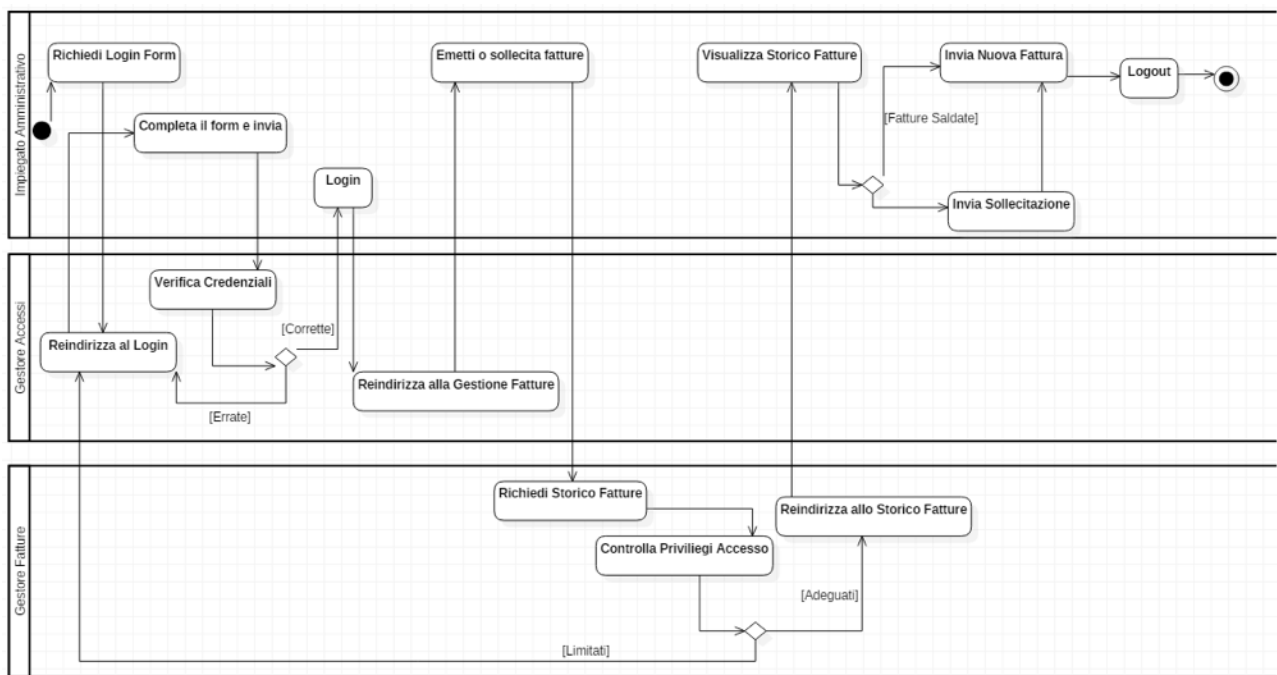 Impiegato Amministrativo
Richiedi Login Form
Emetti o sollecita fatture
Visualizza Storico Fatture
Invia Nuova Fattura
Logout
Completa il form e invia
[Fatture Saldate]
Login
Invia Sollecitazione
Gestore Accessi
Verifica Credenziali
[Corrette]
Reindirizza al Login
Reindirizza alla Gestione Fatture
[Errate]
Gestore Fatture
Richiedi Storico Fatture
Reindirizza allo Storico Fatture
Controlla Priviliegi Accesso
[Adeguati]
[Limitati]